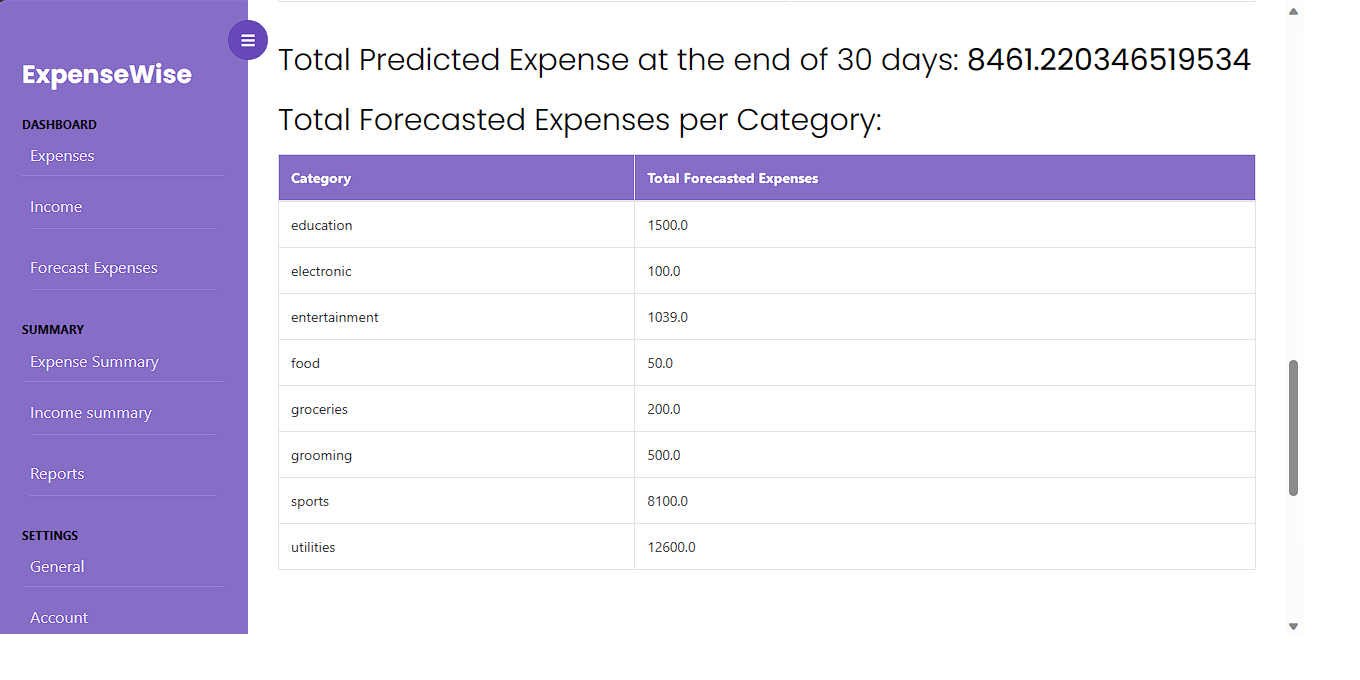 ExpenseWise
DASHBOARD
Expenses
Income
Forecast Expenses
SUMMARY
Expense Summary
Income summary
Reports
SETTINGS
General
Account
Total Predicted Expense at the end of 30 days: 8461.220346519534
Total Forecasted Expenses per Category:
Category Total Forecasted Expenses
education 1500.0
electronic 100.0
entertainment 1039.0
food 50.0
groceries 200.0
grooming 500.0
sports 8100.0
utilities 12600.0